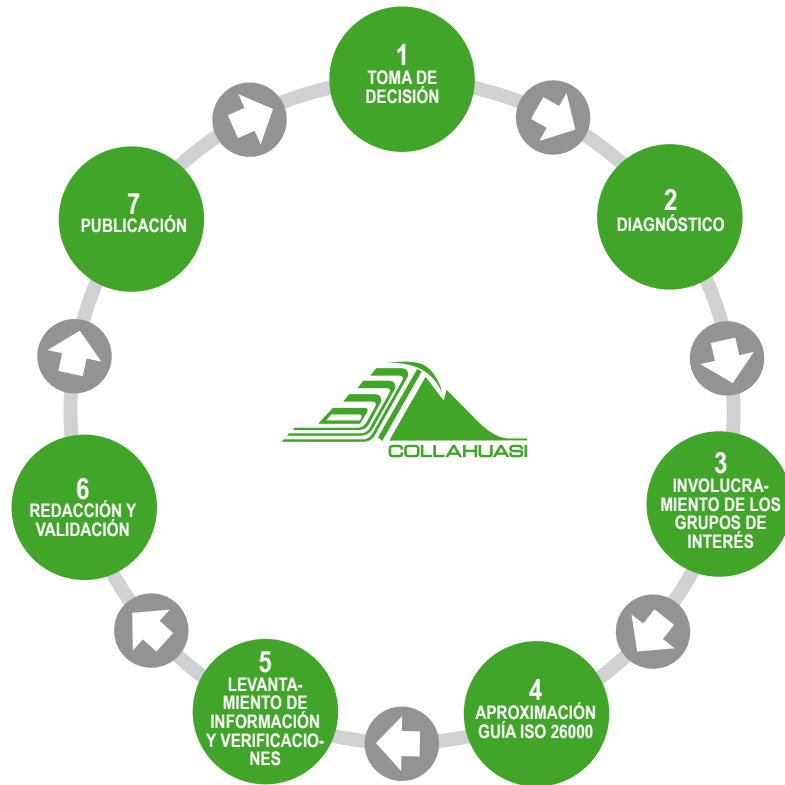 1
TOMA DE
DECISIÓN
2
DIAGNÓSTICO
3
INVOLUCRA-
MIENTO DE LOS
GRUPOS DE
INTERÉS
4
APROXIMACIÓN
GUÍA ISO 26000
5
LEVANTA-
MIENTO DE
INFORMACIÓN
Y VERIFICACIO-
NES
6
REDACCIÓN Y
VALIDACIÓN
7
PUBLICACIÓN
COLLAHUASI